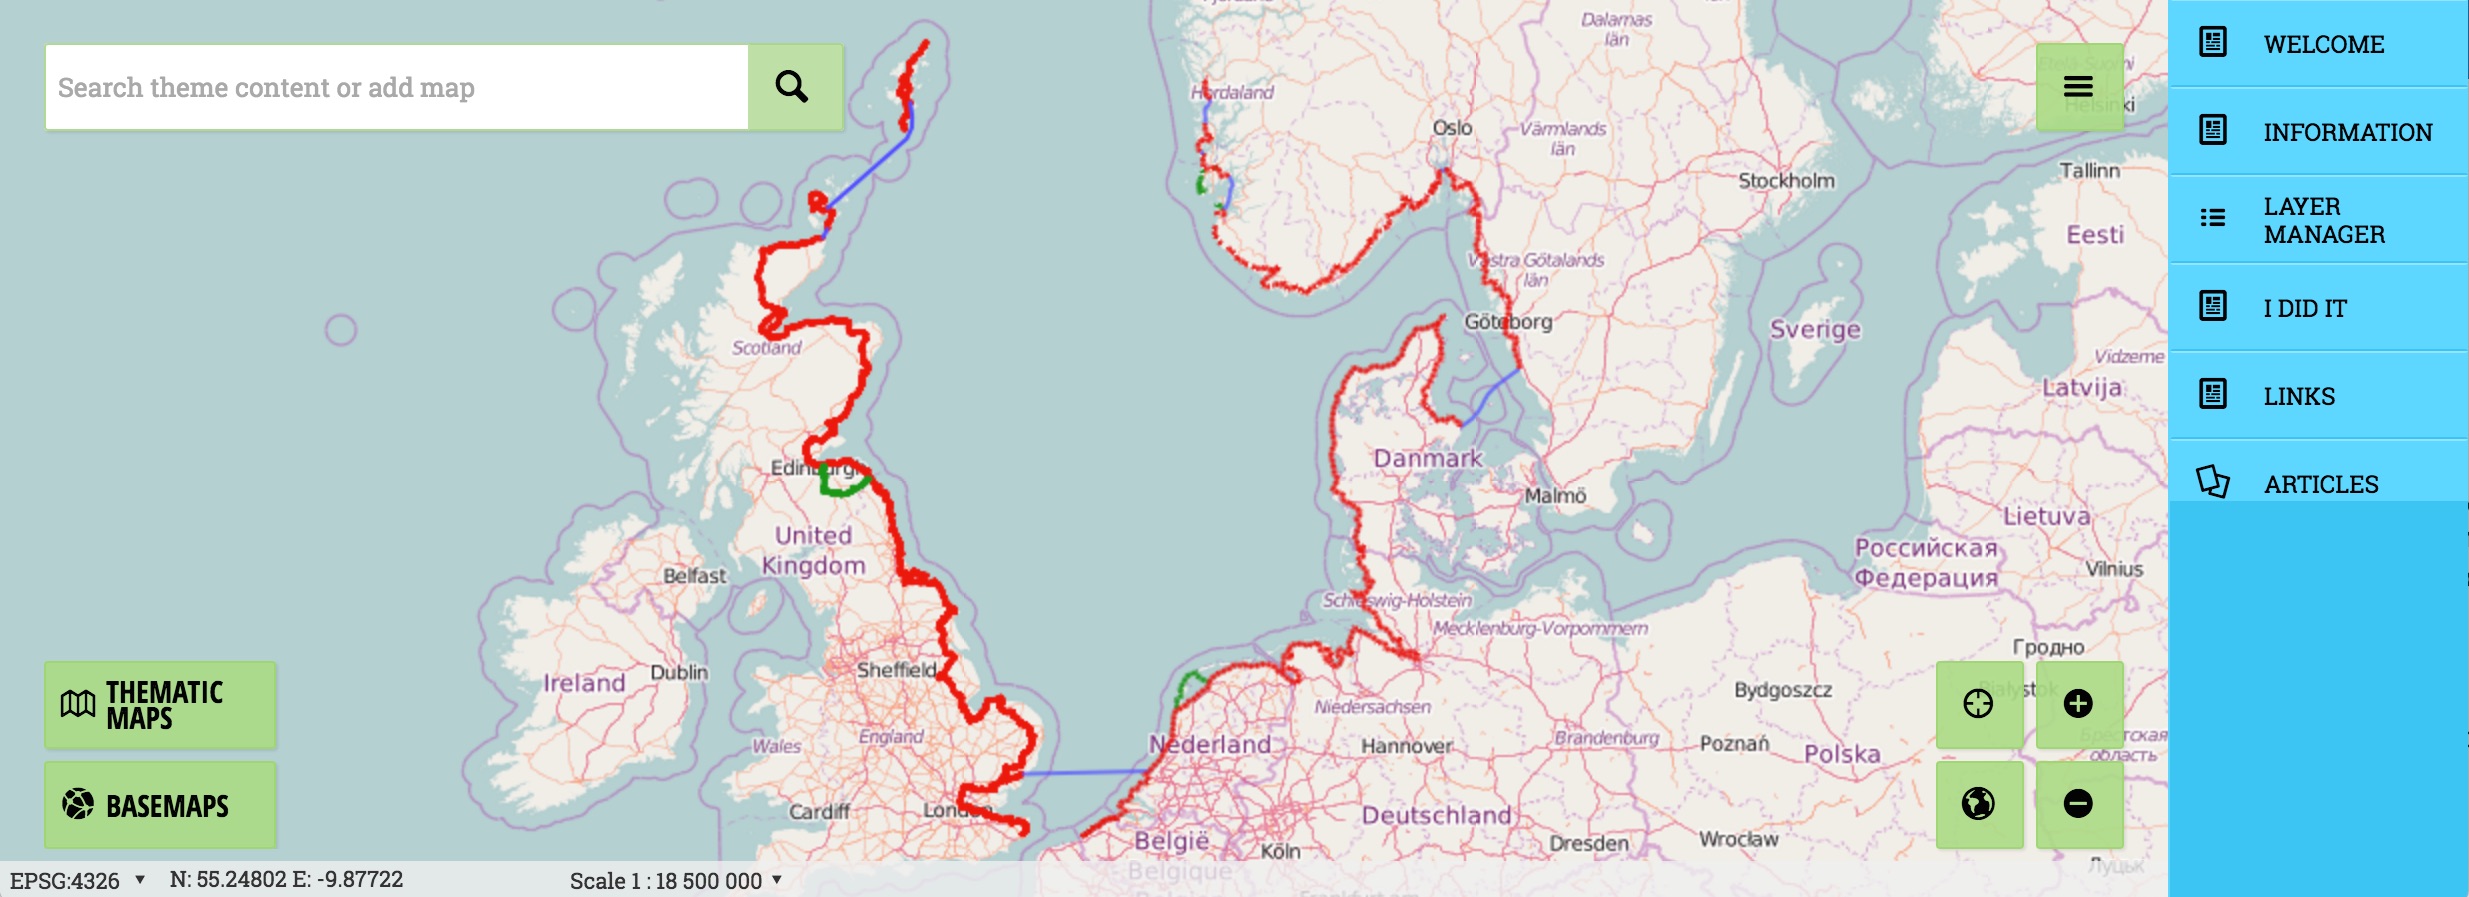 Dalarnas
län
WELCOME
Search theme content or add map
Hordaland
Helsinki
Oslo
Värmlands
län
INFORMATION
Tallinn
Stockholm
LAYER
MANAGER
Eesti
Västra Götalands
län
I DID IT
Göteborg
Sverige
Scotland
Vidzeme
Latvija
LINKS
Danmark
Edinburgh
ARTICLES
Malmö
Lietuva
United
Kingdom
Российская
Федерация
Belfast
Vilnius
Schleswig-Holstein
Mecklenburg-Vorpommern
Гродно
Sheffield
Dublin
Ireland
THEMATIC
MAPS
Białystok
Bydgoszcz
Niedersachsen
England
Wales
Nederland
Hannover
Brandenburg
Poznań
Polska
Брестская
область
BASEMAPS
Cardiff
London
Deutschland
België
Köln
Dresden
Wrocław
Луцьк
Belgique
EPSG:4326
N: 55.24802 E: -9.87722
Scale 1 : 18 500 000